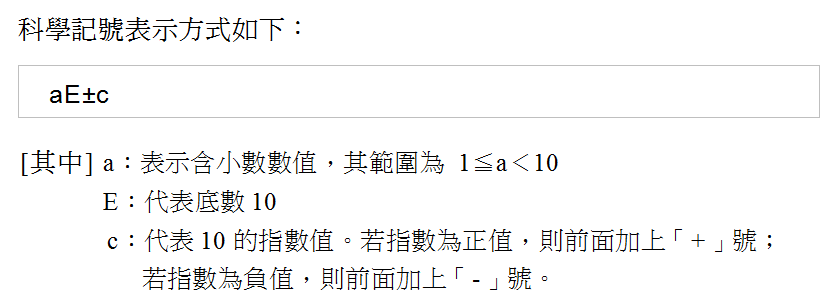 科學記號表示方式如下：
aE±c
[其中] a：表示含小數數值，其範圍為 1≦a＜10
E：代表底數 10
c：代表 10 的指數值。若指數為正值，則前面加上「+」號；
若指數為負值，則前面加上「-」號。